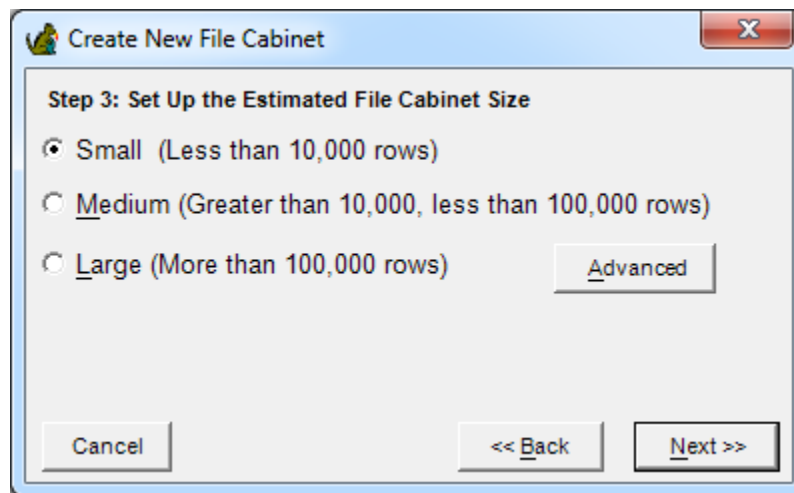 Create New File Cabinet
Step 3: Set Up the Estimated File Cabinet Size
Small (Less than 10,000 rows)
Medium (Greater than 10,000, less than 100,000 rows)
Large (More than 100,000 rows)
Advanced
Cancel
<< Back
Next >>